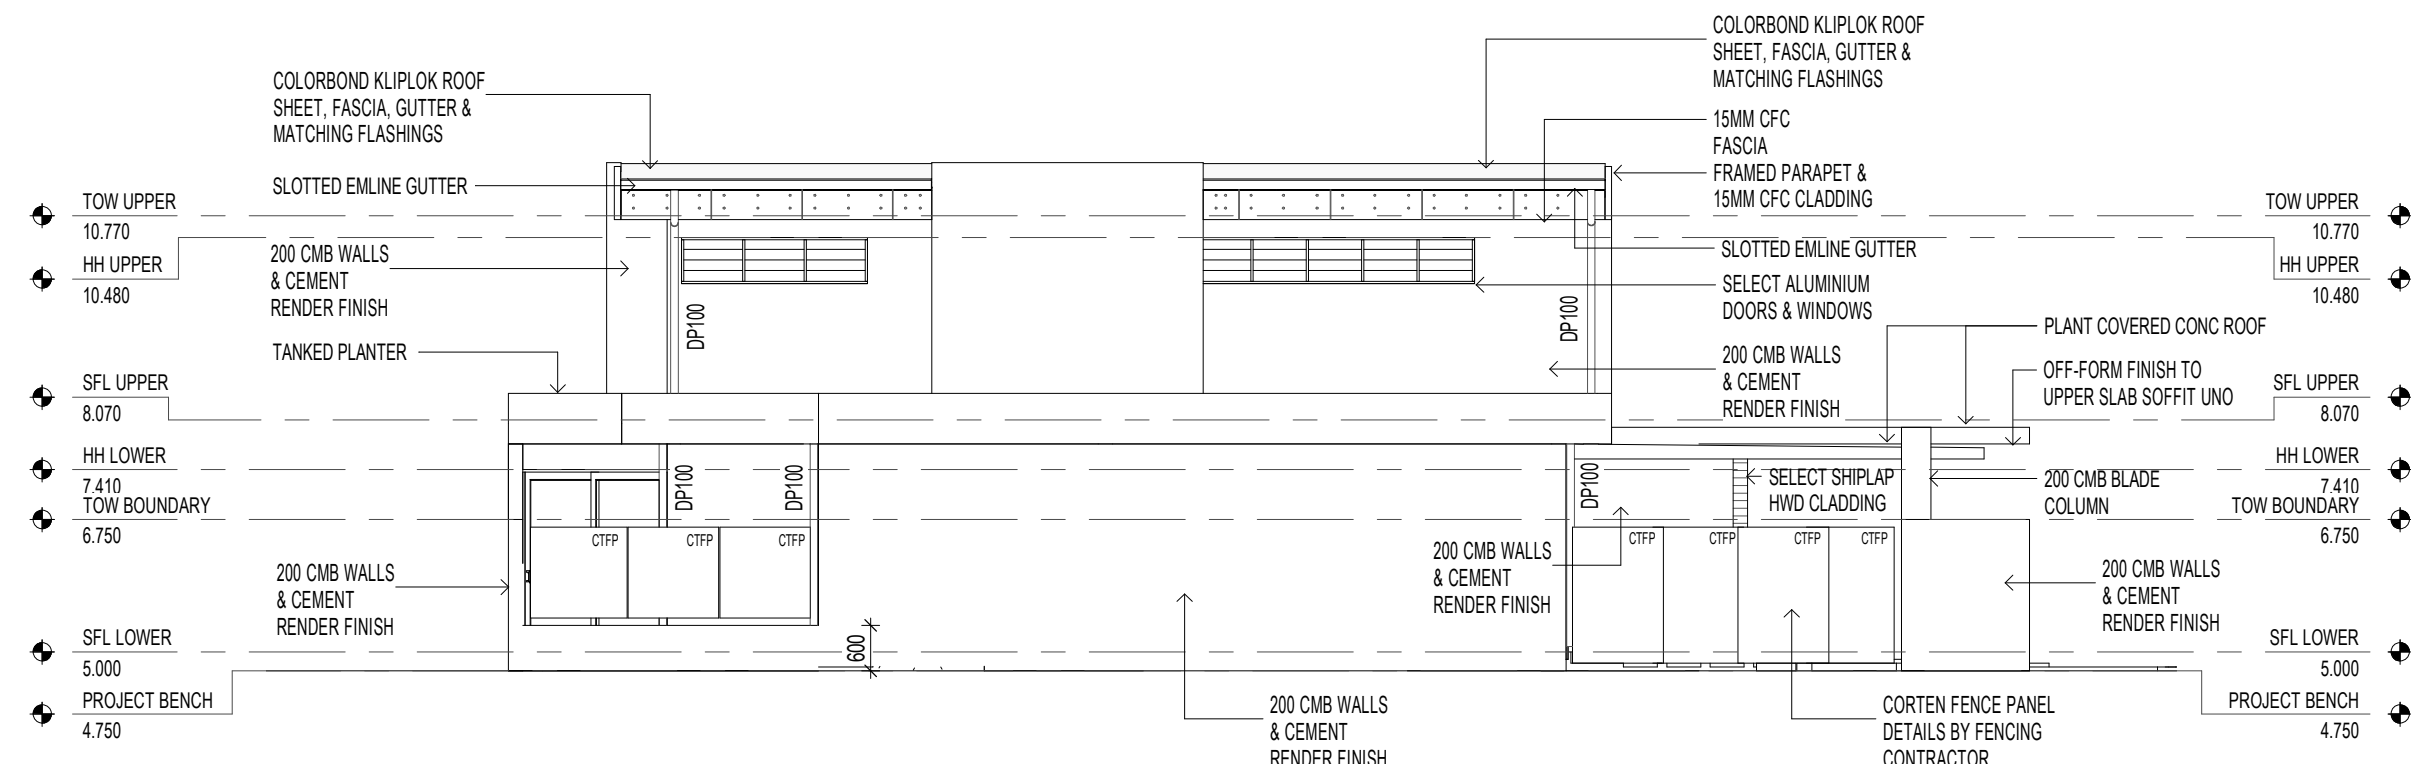 COLORBOND KLIPLOK ROOF
SHEET, FASCIA, GUTTER &
MATCHING FLASHINGS
SLOTTED EMLINE GUTTER
TOW UPPER
10.770
HH UPPER
10.480
200 CMB WALLS
& CEMENT
RENDER FINISH
TANKED PLANTER
SFL UPPER
8.070
HH LOWER
7.410
TOW BOUNDARY
6.750
200 CMB WALLS
& CEMENT
RENDER FINISH
SFL LOWER
5.000
PROJECT BENCH
4.750
DP100
DP100
DP100
CTFP
CTFP
CTFP
600
200 CMB WALLS
& CEMENT
RENDER FINISH
COLORBOND KLIPLOK ROOF
SHEET, FASCIA, GUTTER &
MATCHING FLASHINGS
15MM CFC
FASCIA
FRAMED PARAPET &
15MM CFC CLADDING
SLOTTED EMLINE GUTTER
SELECT ALUMINIUM
DOORS & WINDOWS
DP100
200 CMB WALLS
& CEMENT
RENDER FINISH
PLANT COVERED CONC ROOF
OFF-FORM FINISH TO
UPPER SLAB SOFFIT UNO
DP100
SELECT SHIPLAP
HWD CLADDING
200 CMB BLADE
COLUMN
200 CMB WALLS
& CEMENT
RENDER FINISH
CTFP
CTFP
CTFP
CTFP
200 CMB WALLS
& CEMENT
RENDER FINISH
CORTEN FENCE PANEL
DETAILS BY FENCING
CONTRACTOR
TOW UPPER
10.770
HH UPPER
10.480
SFL UPPER
8.070
HH LOWER
7.410
TOW BOUNDARY
6.750
SFL LOWER
5.000
PROJECT BENCH
4.750